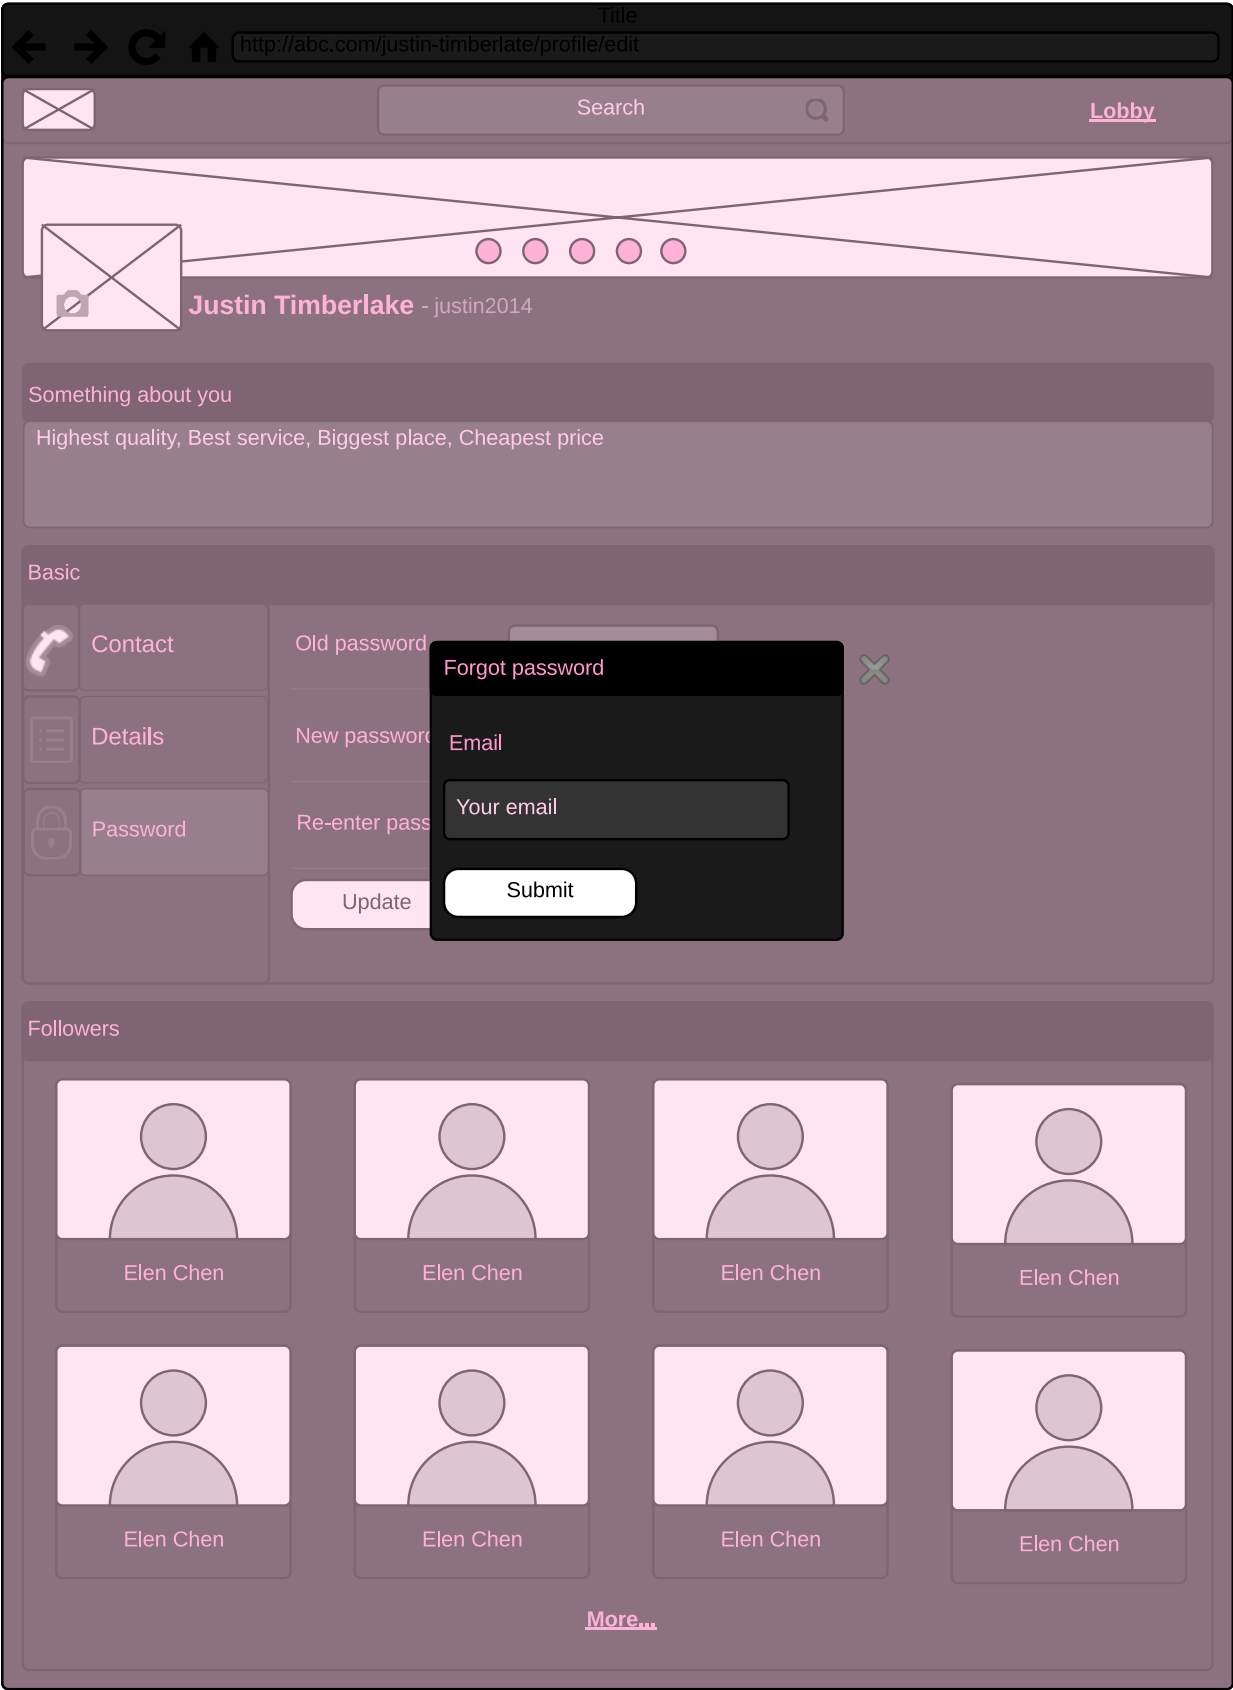 Title
http://abc.com/justin-timberlate/profile/edit
Search
Lobby
Justin Timberlake - justin2014
Something about you
Highest quality, Best service, Biggest place, Cheapest price
Basic
Contact
Details
Password
Old password
New password
Re-enter pass
Update
Forgot password
Email
Your email
Submit
Followers
Elen Chen
Elen Chen
Elen Chen
Elen Chen
Elen Chen
Elen Chen
Elen Chen
Elen Chen
More...